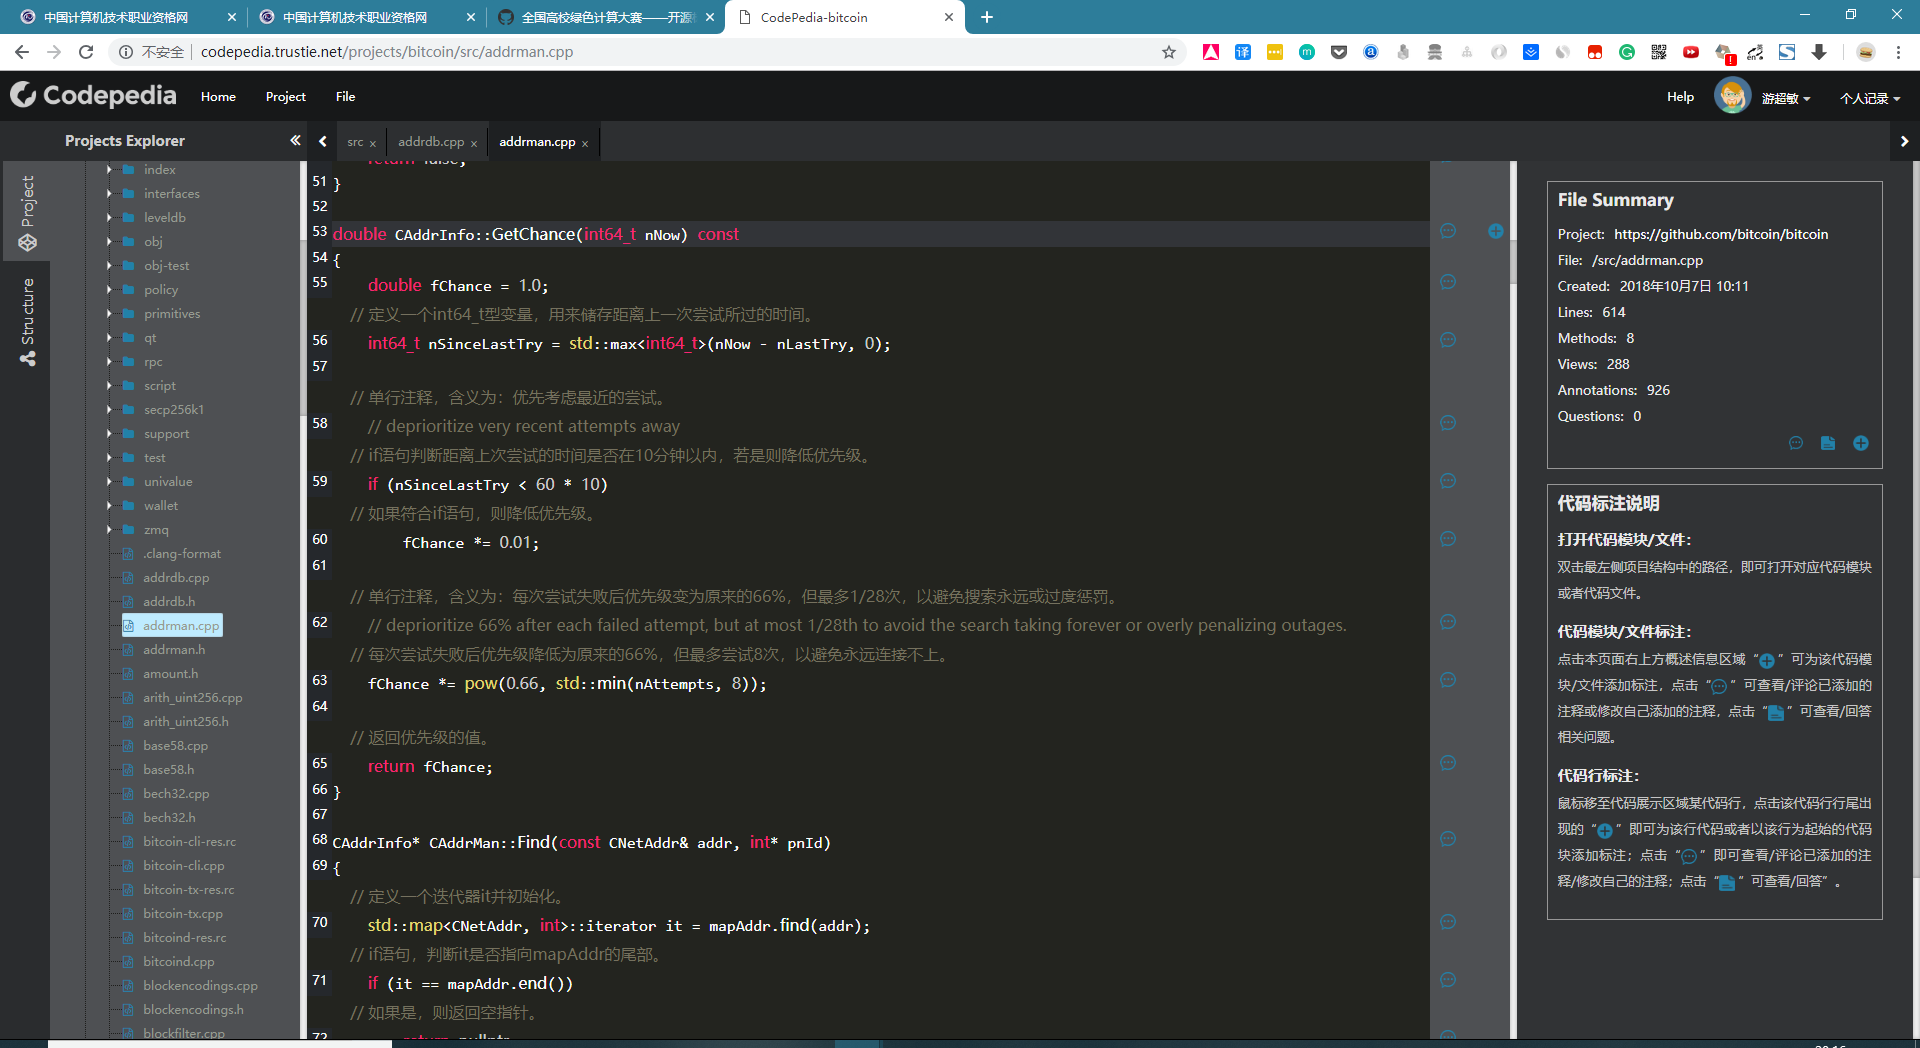 中国计算机技术职业资格网
中国计算机技术职业资格网
全国高校绿色计算大赛——开源
CodePedia-bitcoin
不安全
codepedia.trustie.net/projects/bitcoin/src/addrman.cpp
Codepedia
Home
Project
File
Help
游超敏
个人记录
Projects Explorer
src
addrdb.cpp
addrman.cpp
Project
Structure
index
interfaces
leveldb
obj
obj-test
policy
primitives
qt
rpc
script
secp256k1
support
test
univalue
wallet
zmq
.clang-format
addrdb.cpp
addrdb.h
addrman.cpp
addrman.h
amount.h
arith_uint256.cpp
arith_uint256.h
base58.cpp
base58.h
bech32.cpp
bech32.h
bitcoin-cli-res.rc
bitcoin-cli.cpp
bitcoin-tx-res.rc
bitcoin-tx.cpp
bitcoind-res.rc
bitcoind.cpp
blockencodings.cpp
blockencodings.h
blockfilter.cpp
return false;
51 }
52
53 double CAddrInfo::GetChance(int64_t nNow) const
54 {
55 double fChance = 1.0;
// 定义一个int64_t型变量，用来储存距离上一次尝试所过的时间。
56 int64_t nSinceLastTry = std::max<int64_t>(nNow - nLastTry, 0);
57
// 单行注释，含义为：优先考虑最近的尝试。
58 // deprioritize very recent attempts away
// if语句判断距离上次尝试的时间是否在10分钟以内，若是则降低优先级。
59 if (nSinceLastTry < 60 * 10)
// 如果符合if语句，则降低优先级。
60 fChance *= 0.01;
61
// 单行注释，含义为：每次尝试失败后优先级变为原来的66%，但最多1/28次，以避免搜索永远或过度惩罚。
62 // deprioritize 66% after each failed attempt, but at most 1/28th to avoid the search taking forever or overly penalizing outages.
// 每次尝试失败后优先级降低为原来的66%，但最多尝试8次，以避免永远连接不上。
63 fChance *= pow(0.66, std::min(nAttempts, 8));
64
// 返回优先级的值。
65 return fChance;
66 }
67
68 CAddrInfo* CAddrMan::Find(const CNetAddr& addr, int* pnId)
69 {
// 定义一个迭代器it并初始化。
70 std::map<CNetAddr, int>::iterator it = mapAddr.find(addr);
// if语句，判断it是否指向mapAddr的尾部。
71 if (it == mapAddr.end())
// 如果是，则返回空指针。
72 return nullptr
File Summary
Project: https://github.com/bitcoin/bitcoin
File: /src/addrman.cpp
Created: 2018年10月7日 10:11
Lines: 614
Methods: 8
Views: 288
Annotations: 926
Questions: 0
代码标注说明
打开代码模块/文件：
双击最左侧项目结构中的路径，即可打开对应代码模块
或者代码文件。
代码模块/文件标注：
点击本页面右上方概述信息区域“ ”可为该代码模
块/文件添加标注，点击“ ”可查看/评论已添加的
注释或修改自己添加的注释，点击“ ”可查看/回答
相关问题。
代码行标注：
鼠标移至代码展示区域某代码行，点击该代码行行尾出
现的“ ”即可为该行代码或者以该行为起始的代码
块添加标注；点击“ ”即可查看/评论已添加的注
释/修改自己的注释；点击“ “可查看/回答”。